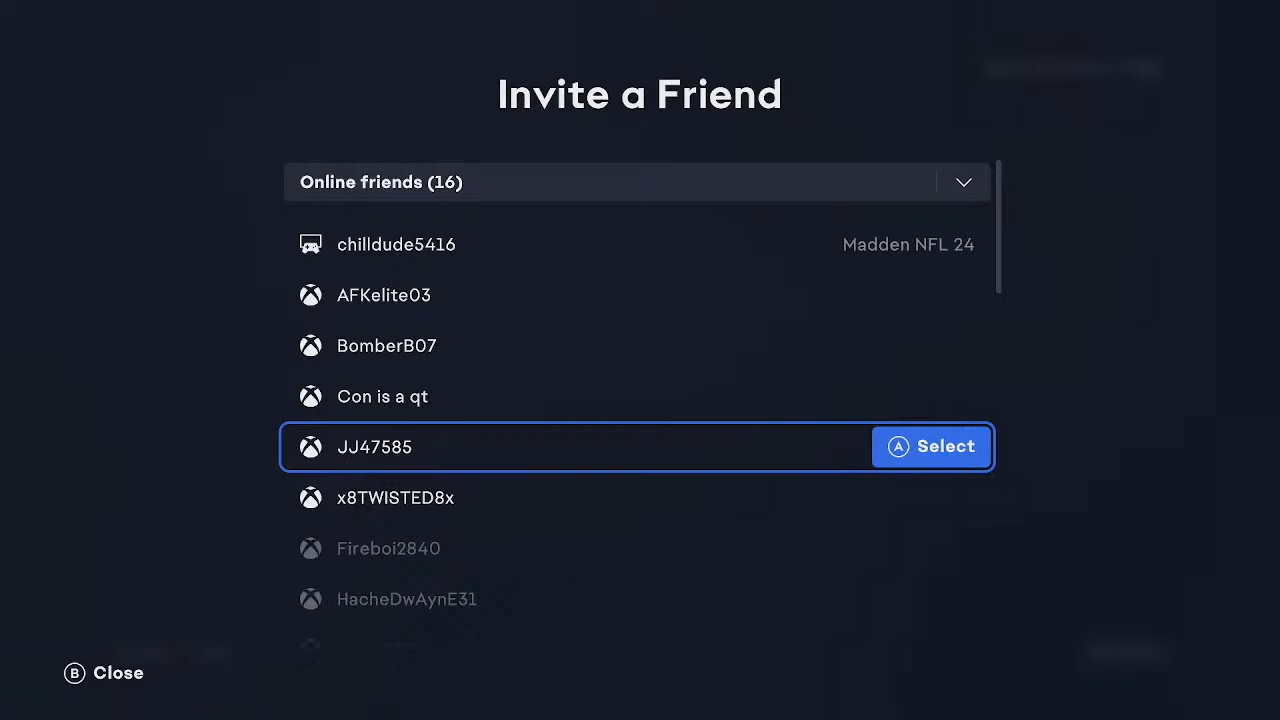 Invite a Friend
Online friends (16)
chilldude5416 Madden NFL 24
AFKelite03
BomberB07
Con is a qt
JJ47585 A Select
x8TWISTED8x
Fireboi2840
HacheDwAynE31
B Close